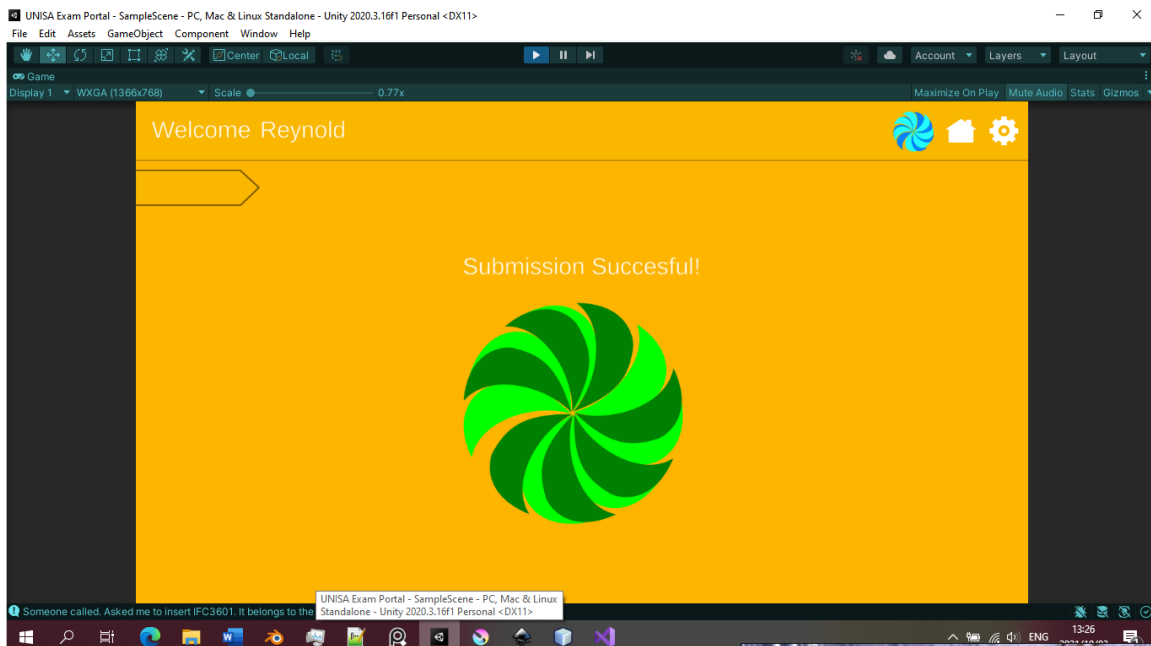 UNISA Exam Portal - SampleScene - PC, Mac & Linux Standalone - Unity 2020.3.16f1 Personal <DX11>
File Edit Assets GameObject Component Window Help
Center Local Account Layers Layout
Game
Display 1 WXGA (1366x768) Scale 0.77x Maximize On Play Mute Audio Stats Gizmos
Welcome Reynold
Submission Succesful!
UNISA Exam Portal - SampleScene - PC, Mac & Linux
Standalone - Unity 2020.3.16f1 Personal <DX11>
Someone called. Asked me to insert IFC3601. It belongs to the
ENG 13:26